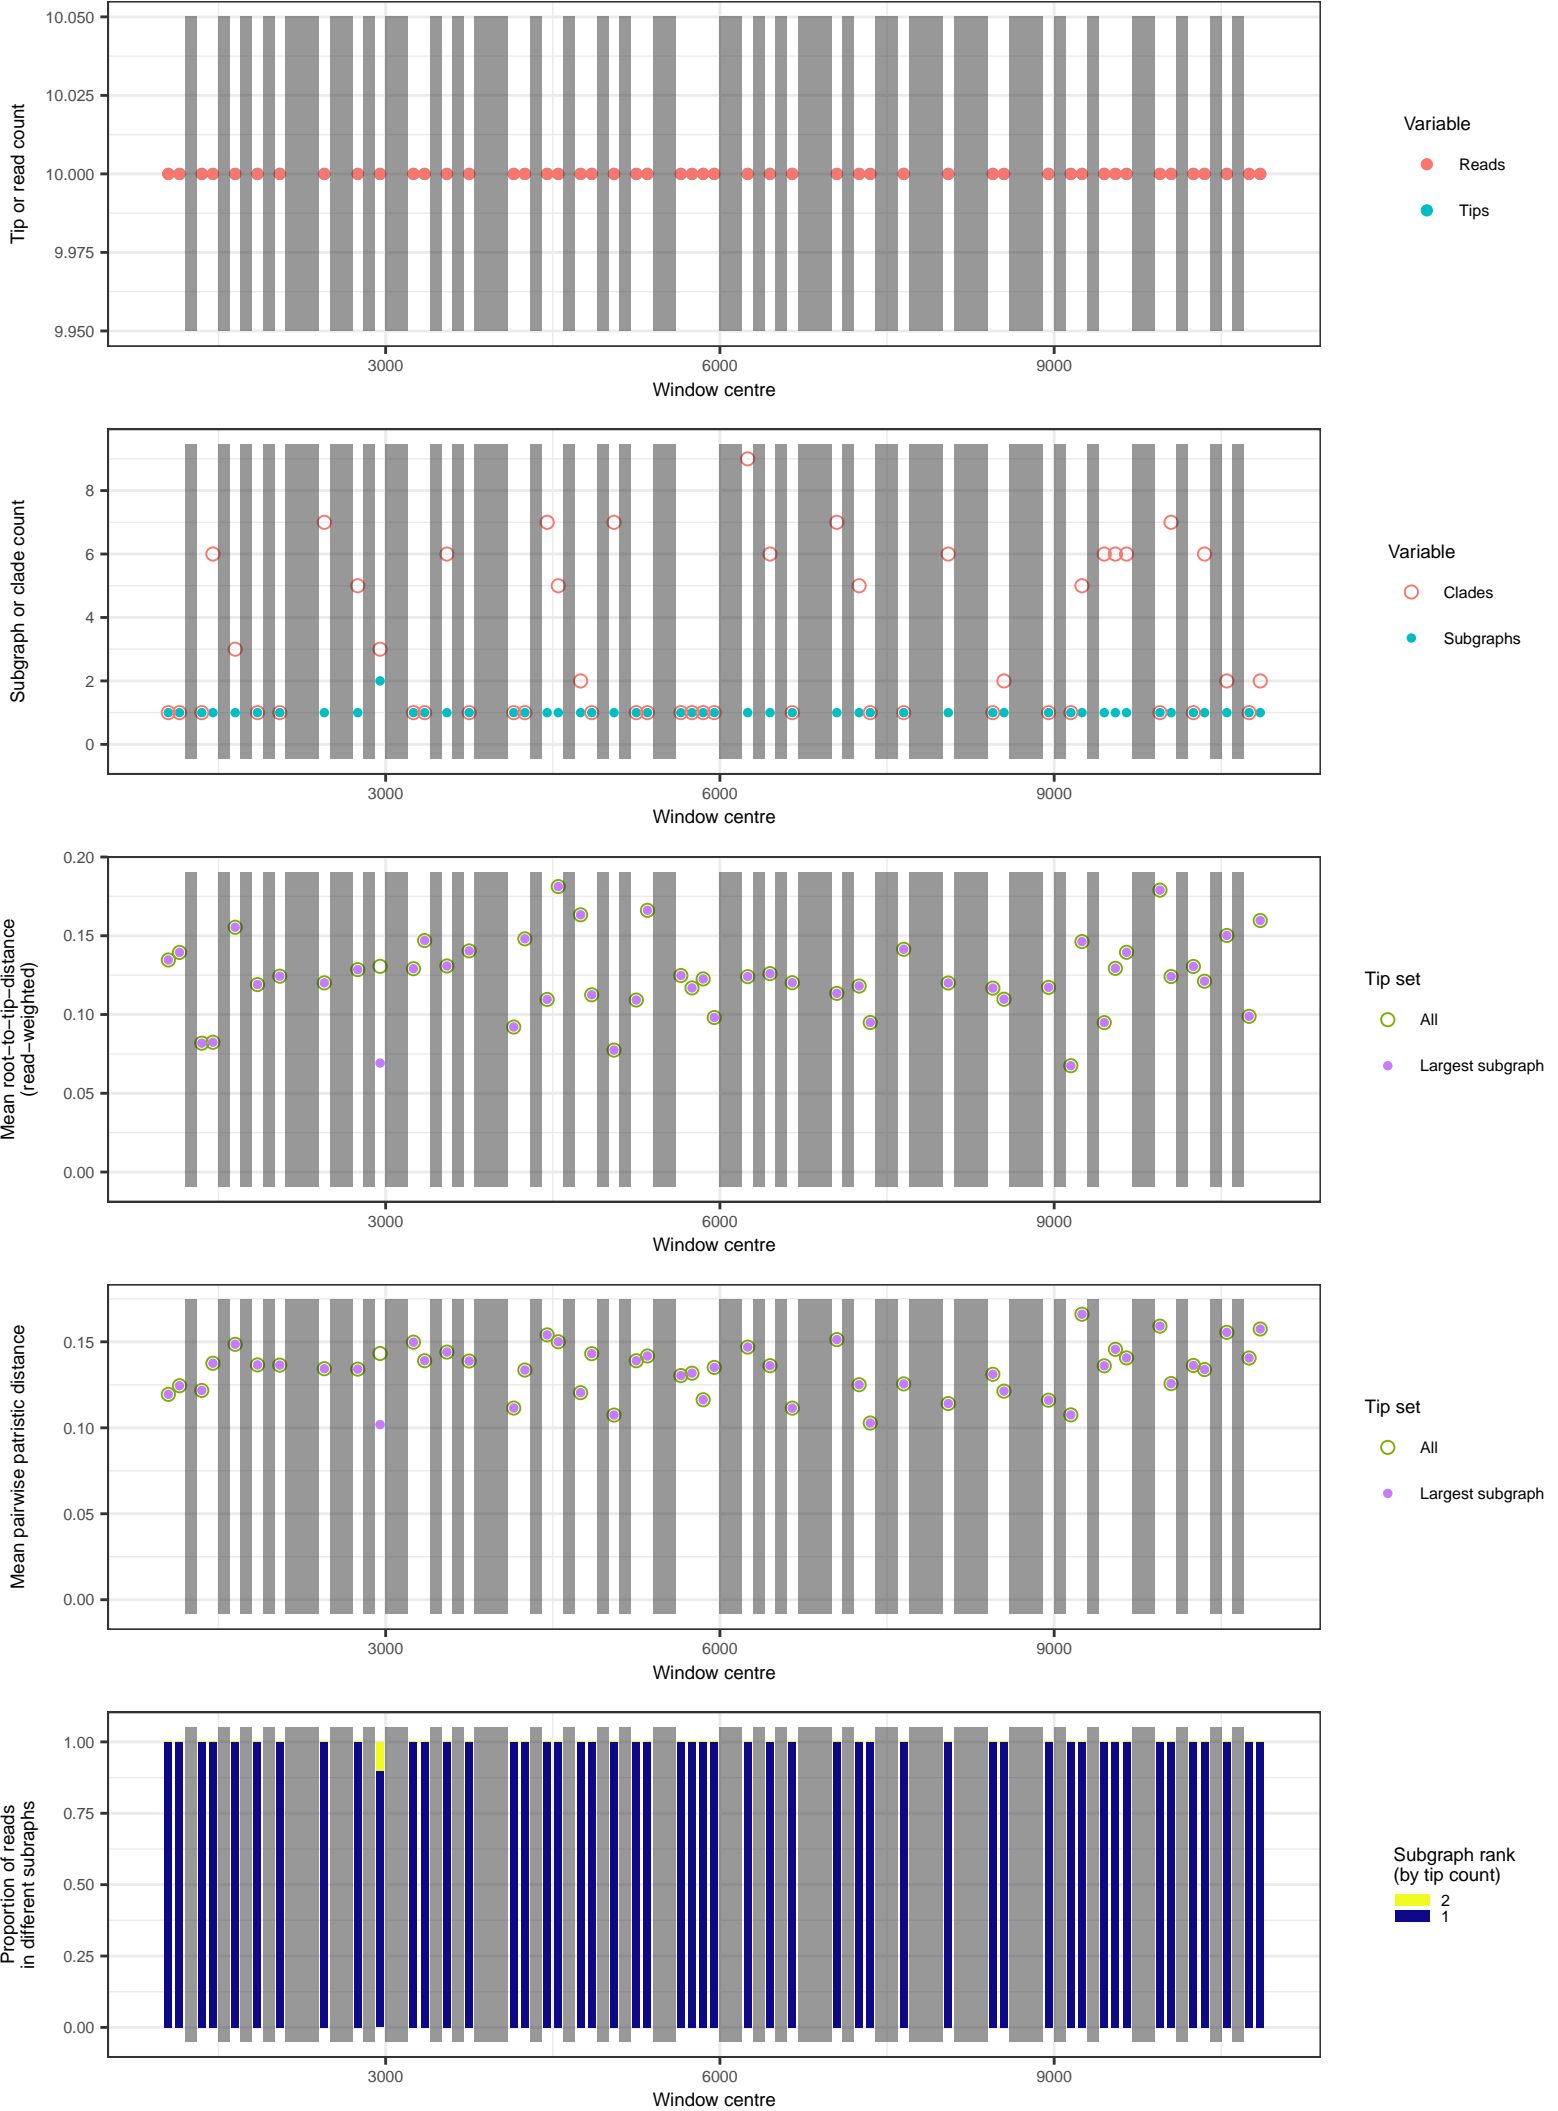 10.050
10.025
10.000
9.975
9.950
Tip or read count
3000 6000 9000
Window centre
Variable
Reads
Tips
8
6
4
2
0
Subgraph or clade count
3000 6000 9000
Window centre
Variable
Clades
Subgraphs
0.20
0.15
0.10
0.05
0.00
Mean root−to−tip−distance
(read−weighted)
3000 6000 9000
Window centre
Tip set
All
Largest subgraph
0.15
0.10
0.05
0.00
Mean pairwise patristic distance
3000 6000 9000
Window centre
Tip set
All
Largest subgraph
1.00
0.75
0.50
0.25
0.00
Proportion of reads
in different subraphs
3000 6000 9000
Window centre
Subgraph rank
(by tip count)
2
1